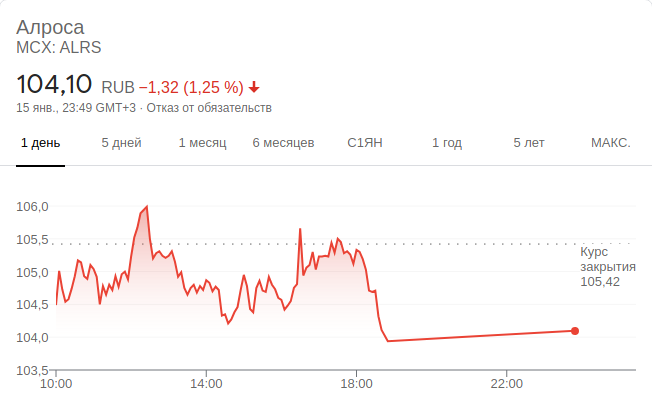 Алроса
MCX: ALRS
104,10 RUB −1,32 (1,25 %)
15 янв., 23:49 GMT+3 · Отказ от обязательств
1 день 5 дней 1 месяц 6 месяцев С1ЯН 1 год 5 лет МАКС.
106,0
105,5
Курс
закрытия
105,42
105,0
104,5
104,0
103,5
10:00 14:00 18:00 22:00